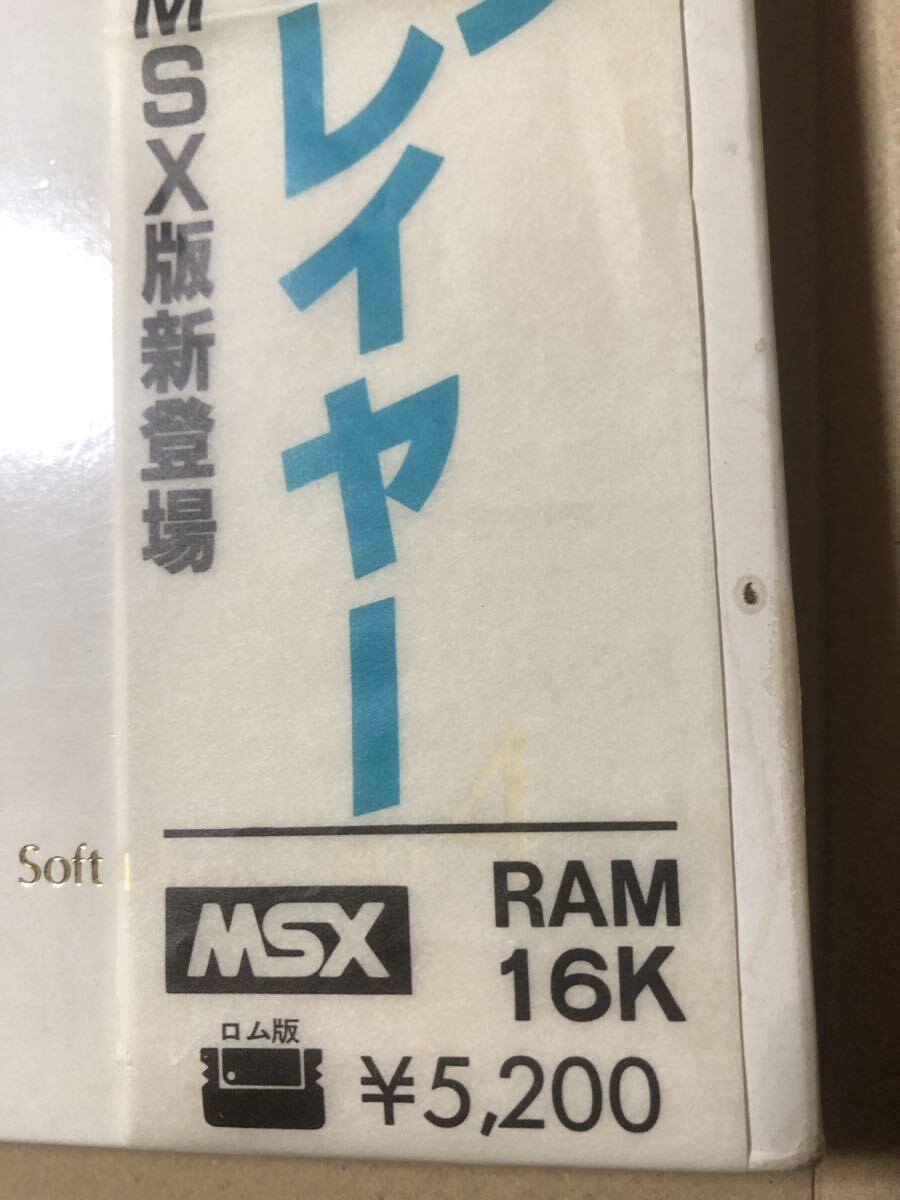 レイヤー
MSX版新登場
Soft
MSX
RAM
16K
ロム版
¥5,200